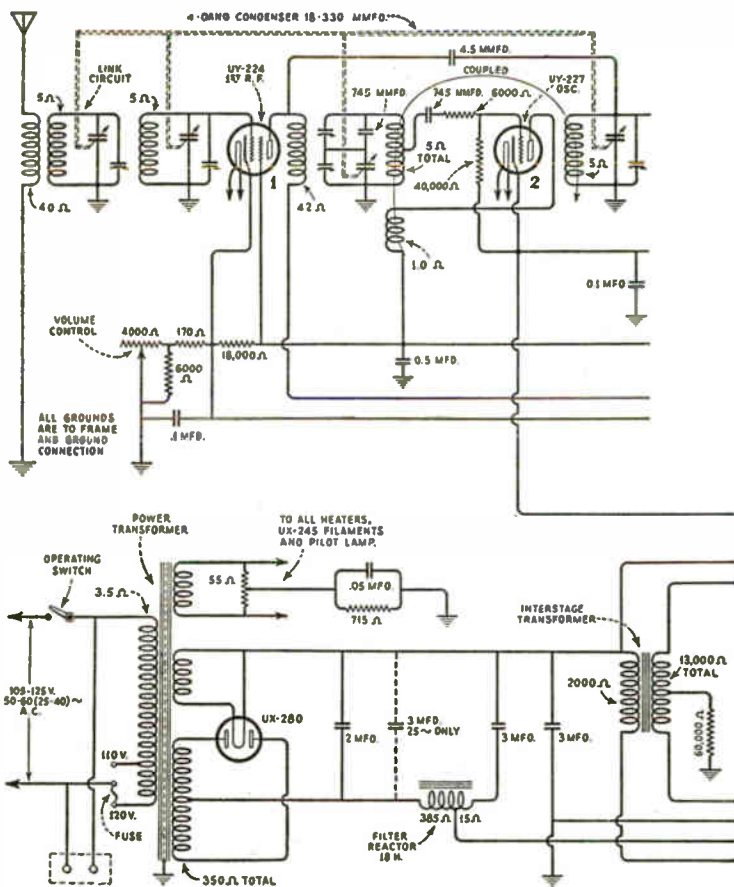 4-GANG CONDENSER 18-330 MMFD.
LINK
CIRCUIT
UY-224
1ST R.F.
4.5 MMFD.
COUPLED
UY-227
OSC.
745
MMFD
745 MMFD.
6000Ω
5Ω
5Ω
5Ω
TOTAL
5Ω
1
2
40Ω
42Ω
40,000Ω
1.0 Ω
0.1 MFD
VOLUME
CONTROL
4000Ω
170Ω
18,000Ω
6000
Ω
0.5 MFD.
ALL GROUNDS
ARE TO FRAME
AND GROUND
CONNECTION
.1 MFD.
POWER
TRANSFORMER
TO ALL HEATERS,
UX-245 FILAMENTS
AND PILOT LAMP.
OPERATING
SWITCH
3.5Ω
55Ω
.05 MFD.
715Ω
INTERSTAGE
TRANSFORMER
13,000Ω
TOTAL
2000Ω
105-125V.
50-60(25-40)~
A.C.
UX-280
2 MFD.
3 MFD.
25~ ONLY
3 MFD.
3 MFD.
60,000Ω
110V.
120V.
FUSE
385Ω
15Ω
FILTER
REACTOR
18 H.
350Ω TOTAL